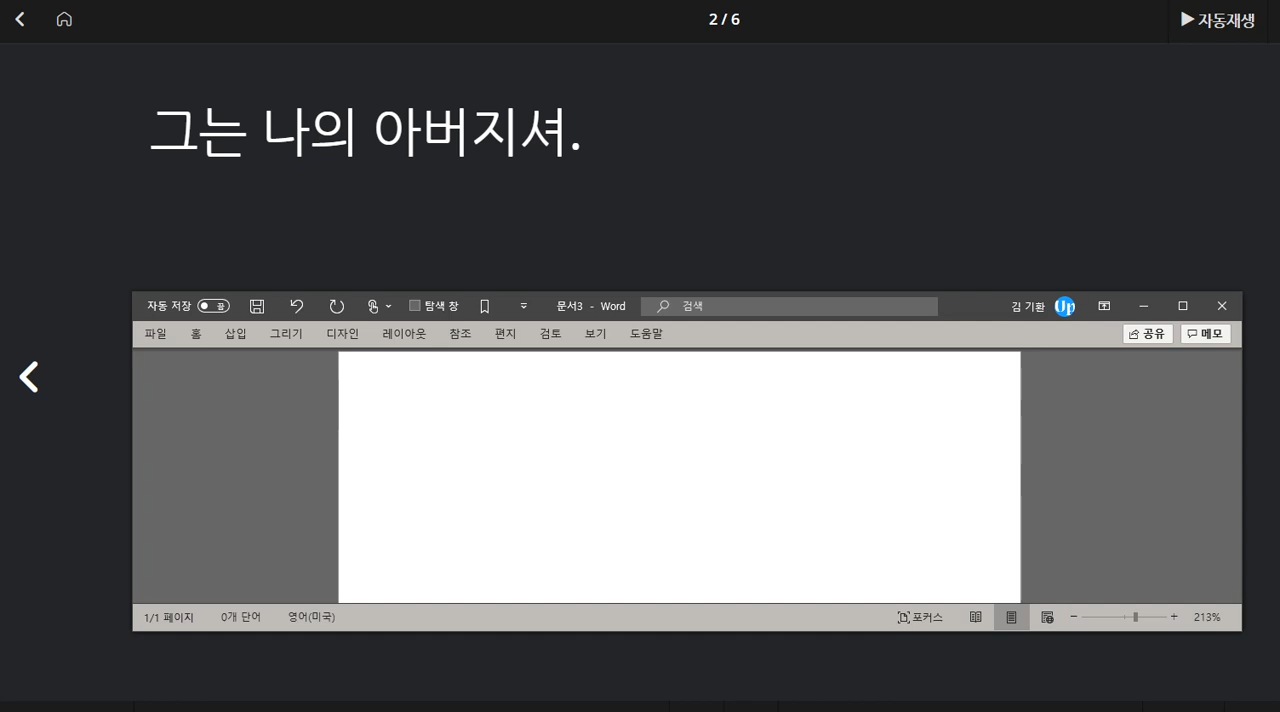 2 / 6
▶ 자동재생
그는 나의 아버지셔.
자동 저장 끔 탐색 창 문서3 - Word 검색 김 기환 Up
파일 홈 삽입 그리기 디자인 레이아웃 참조 편지 검토 보기 도움말 공유 메모
1/1 페이지 0개 단어 영어(미국) 포커스 − + 213%